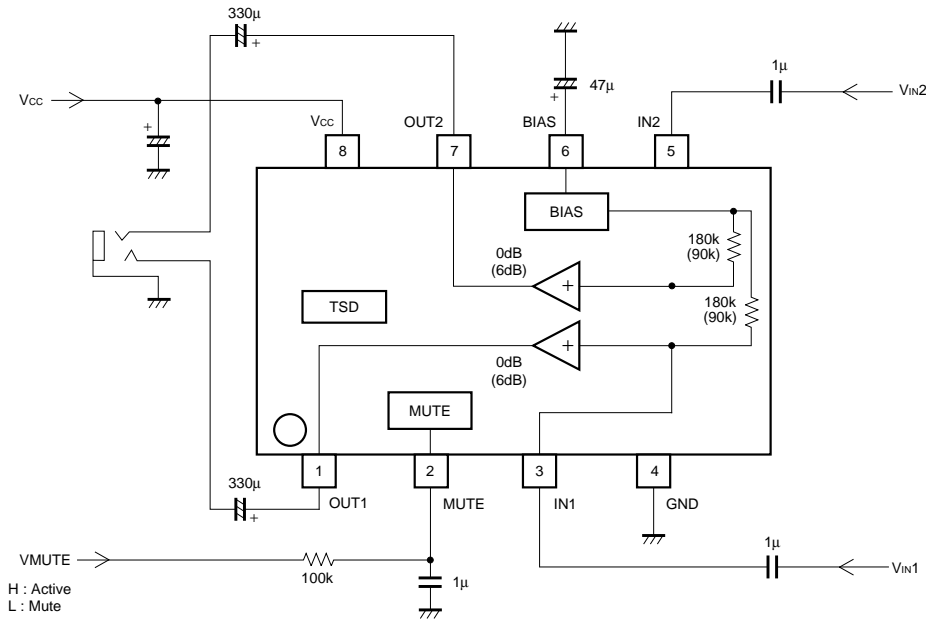 330μ
+
47μ
+
1μ
VCC
VIN2
+
VCC
OUT2
BIAS
IN2
8
7
6
5
BIAS
180k
(90k)
0dB
(6dB)
+
180k
(90k)
TSD
+
0dB
(6dB)
MUTE
1
2
3
4
330μ
+
OUT1
MUTE
IN1
GND
VMUTE
100k
1μ
1μ
VIN1
H : Active
L : Mute